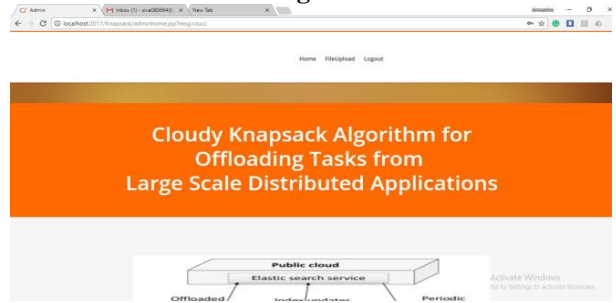 Admin
New Tab
localhost:2017/Knapsack/adminhome.jsp?msg=succ
Home FileUpload Logout
Cloudy Knapsack Algorithm for
Offloading Tasks from
Large Scale Distributed Applications
Public cloud
Elastic search service
Offloaded Index updates Periodic
Activate Windows
Go to Settings to activate Windows.